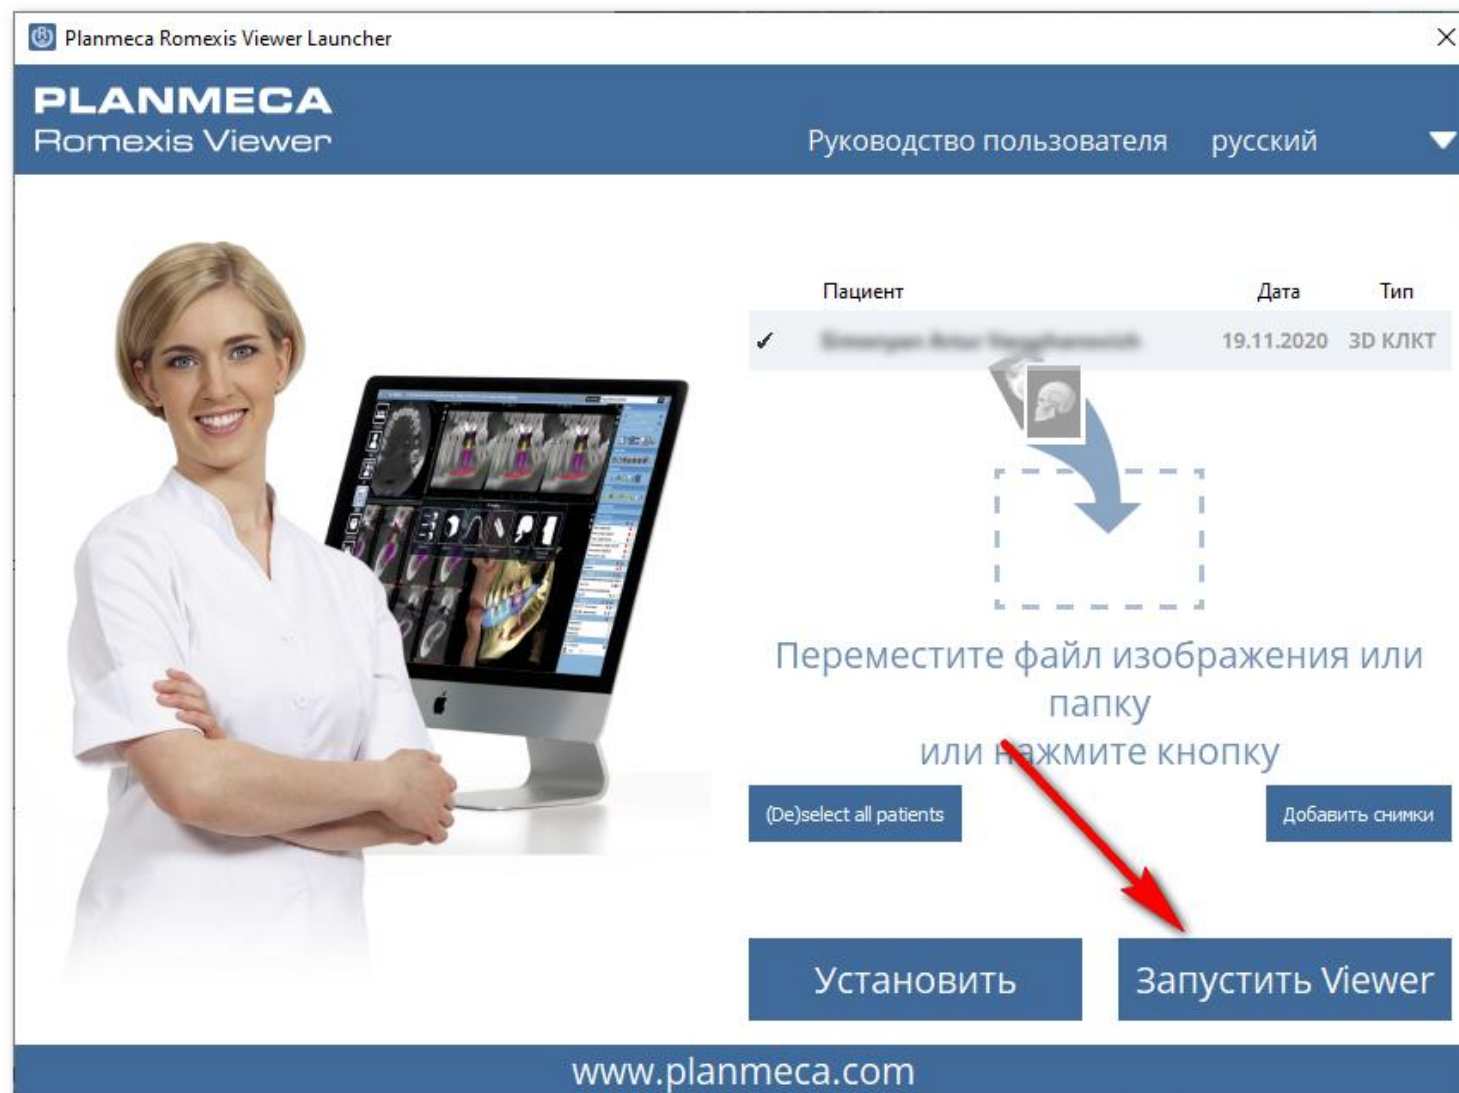 Planmeca Romexis Viewer Launcher
PLANMECA
Romexis Viewer
Руководство пользователя русский
Пациент Дата Тип
19.11.2020 3D КЛКТ
Переместите файл изображения или
папку
или нажмите кнопку
(De)select all patients Добавить снимки
Установить Запустить Viewer
www.planmeca.com